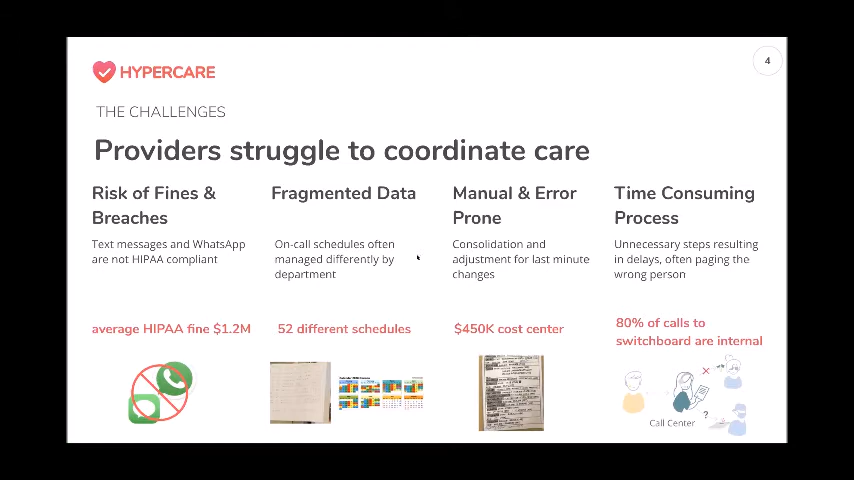 HYPERCARE
4
THE CHALLENGES
Providers struggle to coordinate care
Risk of Fines &
Breaches
Text messages and WhatsApp
are not HIPAA compliant
average HIPAA fine $1.2M
Fragmented Data
On-call schedules often
managed differently by
department
52 different schedules
Manual & Error
Prone
Consolidation and
adjustment for last minute
changes
$450K cost center
Time Consuming
Process
Unnecessary steps resulting
in delays, often paging the
wrong person
80% of calls to
switchboard are internal
?
Call Center